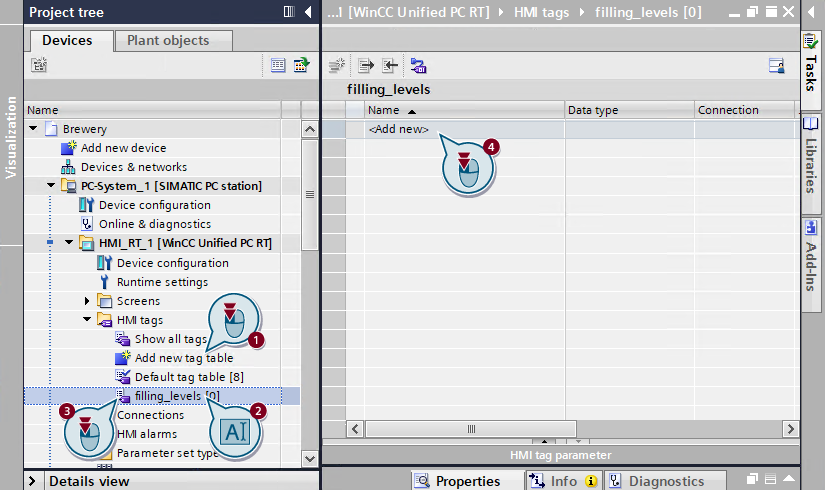 Project tree
Devices
Plant objects
Name
Brewery
Add new device
Devices & networks
PC-System_1 [SIMATIC PC station]
Device configuration
Online & diagnostics
HMI_RT_1 [WinCC Unified PC RT]
Device configuration
Runtime settings
Screens
HMI tags
Show all tags
1
Add new tag table
Default tag table [8]
filling_levels [0]
3
2
AI
Connections
HMI alarms
Parameter set type
Details view
Visualization
...1 [WinCC Unified PC RT] HMI tags filling_levels [0]
filling_levels
Name Data type Connection
<Add new>
4
HMI tag parameter
Properties Info Diagnostics
Tasks
Libraries
Add-Ins